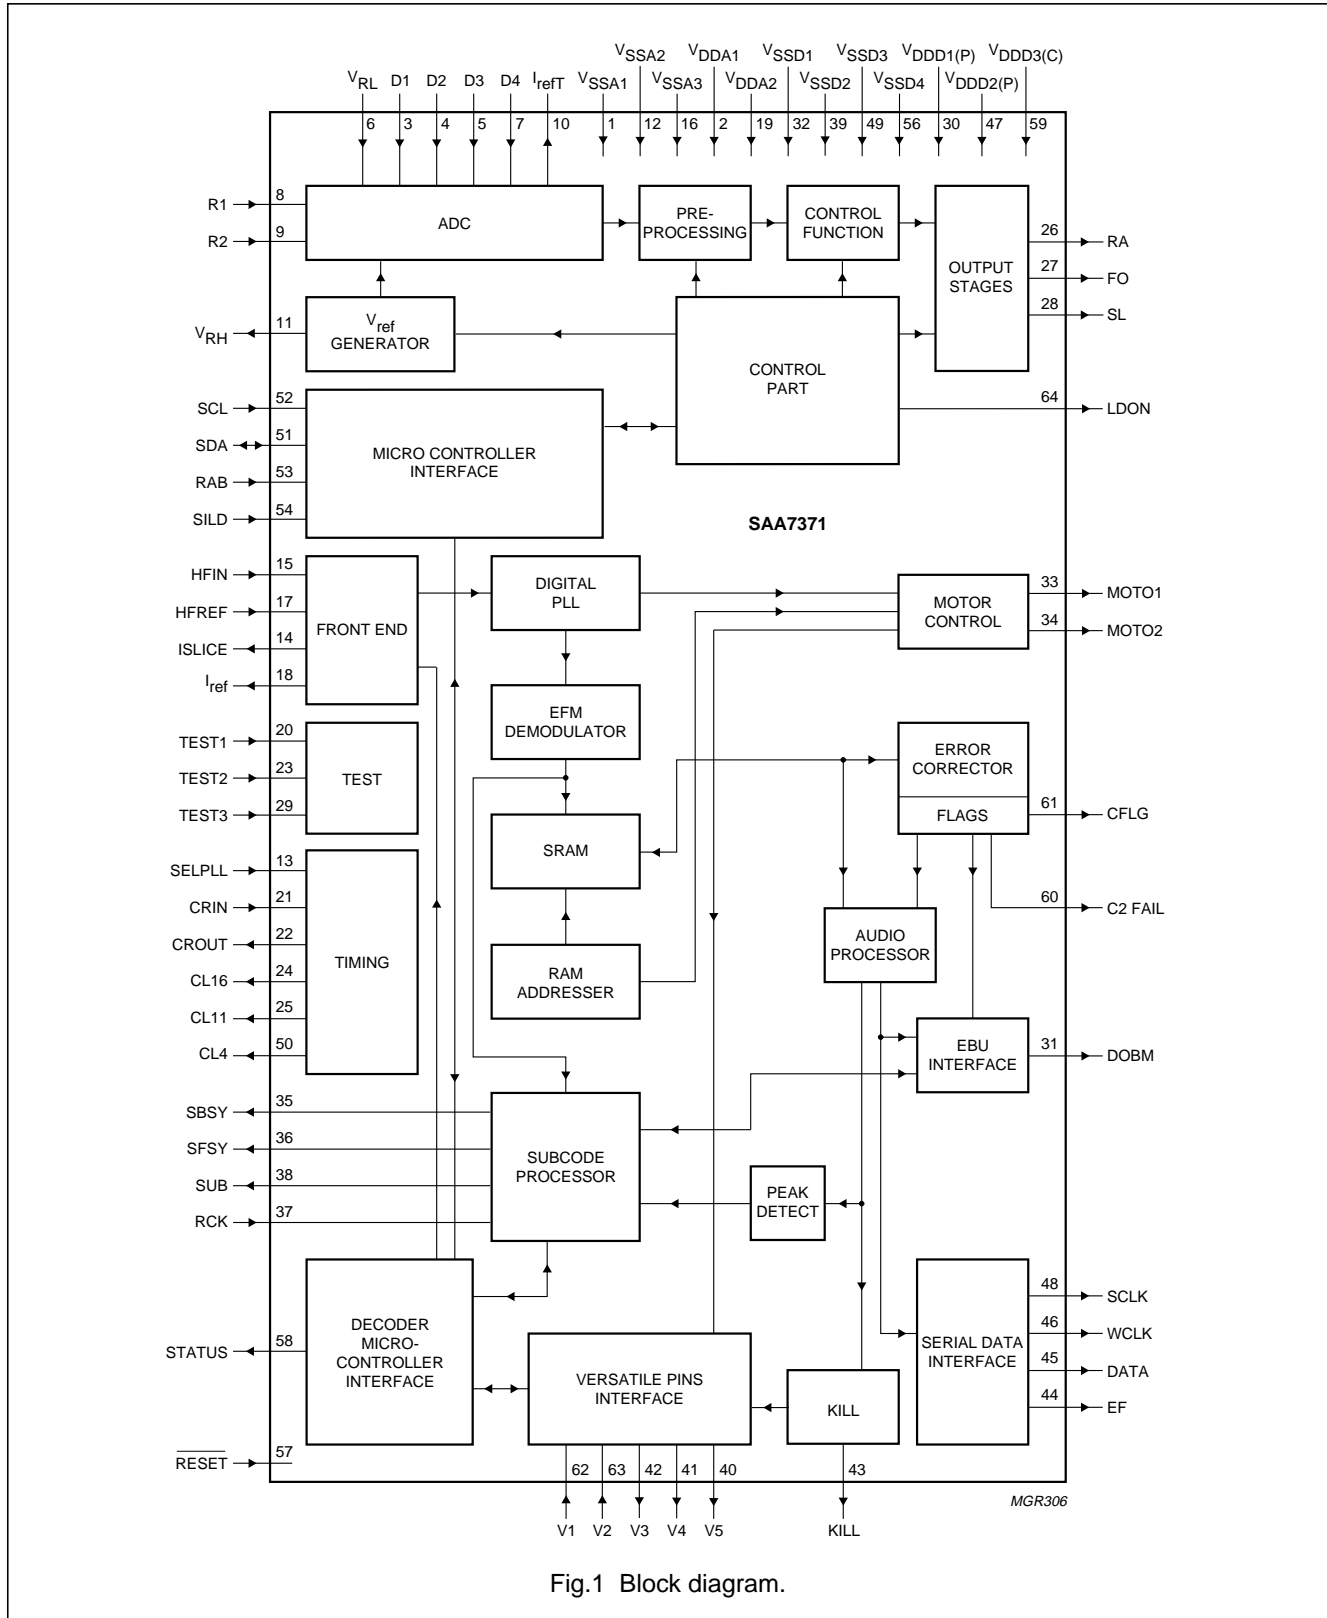 VSSA2 VDDA1 VSSD1 VSSD3 VDDD1(P) VDDD3(C)
VRL D1 D2 D3 D4 IrefT VSSA1 VSSA3 VDDA2 VSSD2 VSSD4 VDDD2(P)
6 3 4 5 7 10 1 12 16 2 19 32 39 49 56 30 47 59
R1 8
R2 9
ADC
PRE-
PROCESSING
CONTROL
FUNCTION
OUTPUT
STAGES
26 RA
27 FO
28 SL
VRH 11
Vref
GENERATOR
CONTROL
PART
64 LDON
SCL 52
SDA 51
RAB 53
SILD 54
MICRO CONTROLLER
INTERFACE
SAA7371
HFIN 15
HFREF 17
ISLICE 14
Iref 18
FRONT END
DIGITAL
PLL
MOTOR
CONTROL
33 MOTO1
34 MOTO2
EFM
DEMODULATOR
TEST1 20
TEST2 23
TEST3 29
TEST
ERROR
CORRECTOR
FLAGS
61 CFLG
SRAM
60 C2 FAIL
SELPLL 13
CRIN 21
CROUT 22
CL16 24
CL11 25
CL4 50
TIMING
RAM
ADDRESSER
AUDIO
PROCESSOR
EBU
INTERFACE
31 DOBM
SBSY 35
SFSY 36
SUB 38
RCK 37
SUBCODE
PROCESSOR
PEAK
DETECT
DECODER
MICRO-
CONTROLLER
INTERFACE
STATUS 58
RESET 57
VERSATILE PINS
INTERFACE
KILL
SERIAL DATA
INTERFACE
48 SCLK
46 WCLK
45 DATA
44 EF
62 63 42 41 40 43
V1 V2 V3 V4 V5 KILL
MGR306
Fig.1 Block diagram.